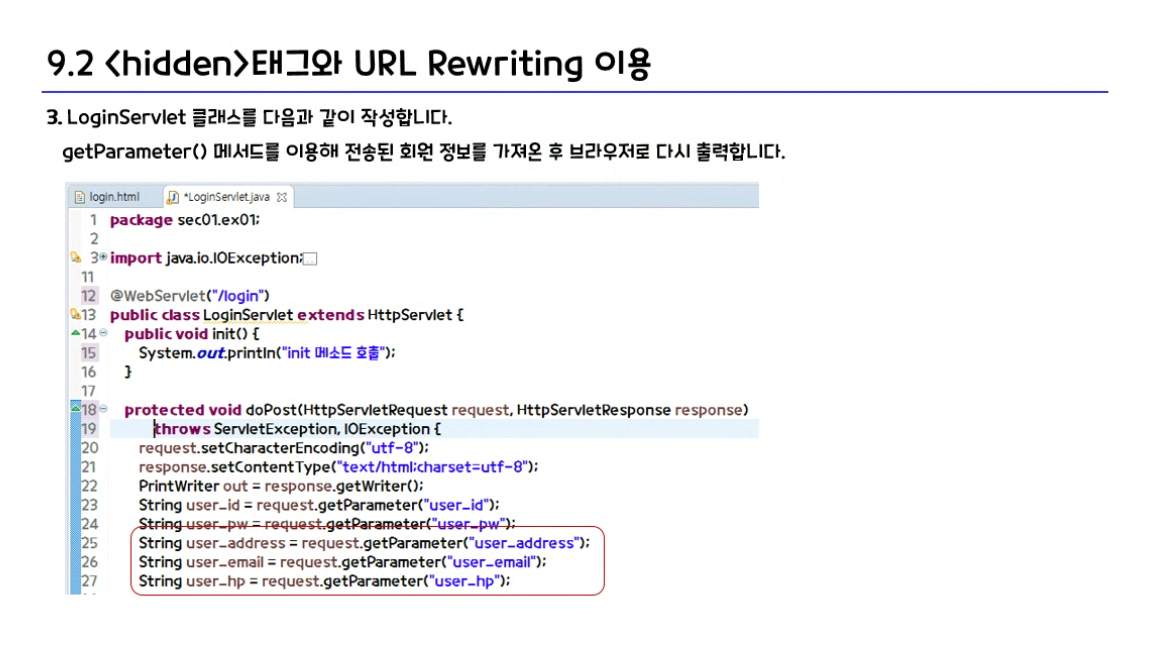 9.2 <hidden>태그와 URL Rewriting 이용
3. LoginServlet 클래스를 다음과 같이 작성합니다.
getParameter() 메서드를 이용해 전송된 회원 정보를 가져온 후 브라우저로 다시 출력합니다.
login.html *LoginServlet.java
1 package sec01.ex01;
2
3 import java.io.IOException;
11
12 @WebServlet("/login")
13 public class LoginServlet extends HttpServlet {
14 public void init() {
15 System.out.println("init 메소드 호출");
16 }
17
18 protected void doPost(HttpServletRequest request, HttpServletResponse response)
19 throws ServletException, IOException {
20 request.setCharacterEncoding("utf-8");
21 response.setContentType("text/html;charset=utf-8");
22 PrintWriter out = response.getWriter();
23 String user_id = request.getParameter("user_id");
24 String user_pw = request.getParameter("user_pw");
25 String user_address = request.getParameter("user_address");
26 String user_email = request.getParameter("user_email");
27 String user_hp = request.getParameter("user_hp");